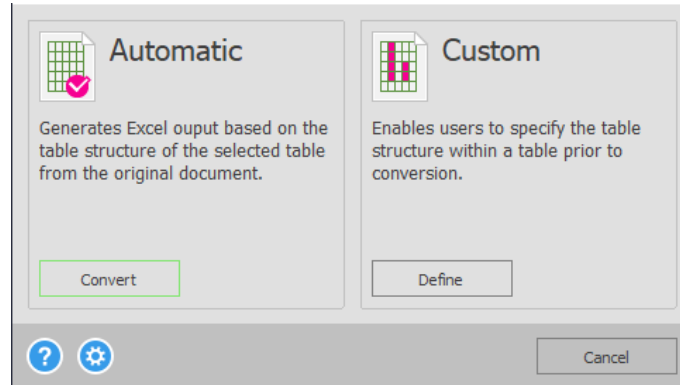 Automatic
Generates Excel ouput based on the
table structure of the selected table
from the original document.
Convert
Custom
Enables users to specify the table
structure within a table prior to
conversion.
Define
?
Cancel